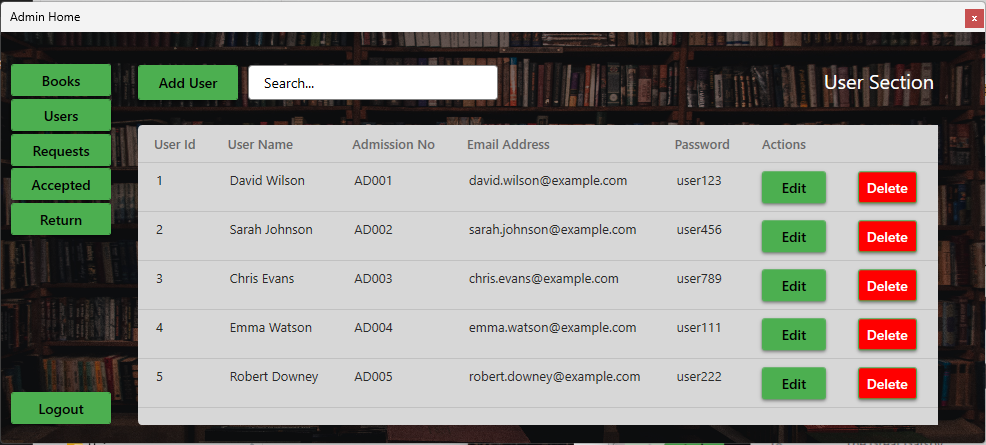 Admin Home
x
Books
Add User
Search...
User Section
Users
Requests
Accepted
Return
Logout
User Id User Name Admission No Email Address Password Actions
1 David Wilson AD001 david.wilson@example.com user123 Edit Delete
2 Sarah Johnson AD002 sarah.johnson@example.com user456 Edit Delete
3 Chris Evans AD003 chris.evans@example.com user789 Edit Delete
4 Emma Watson AD004 emma.watson@example.com user111 Edit Delete
5 Robert Downey AD005 robert.downey@example.com user222 Edit Delete